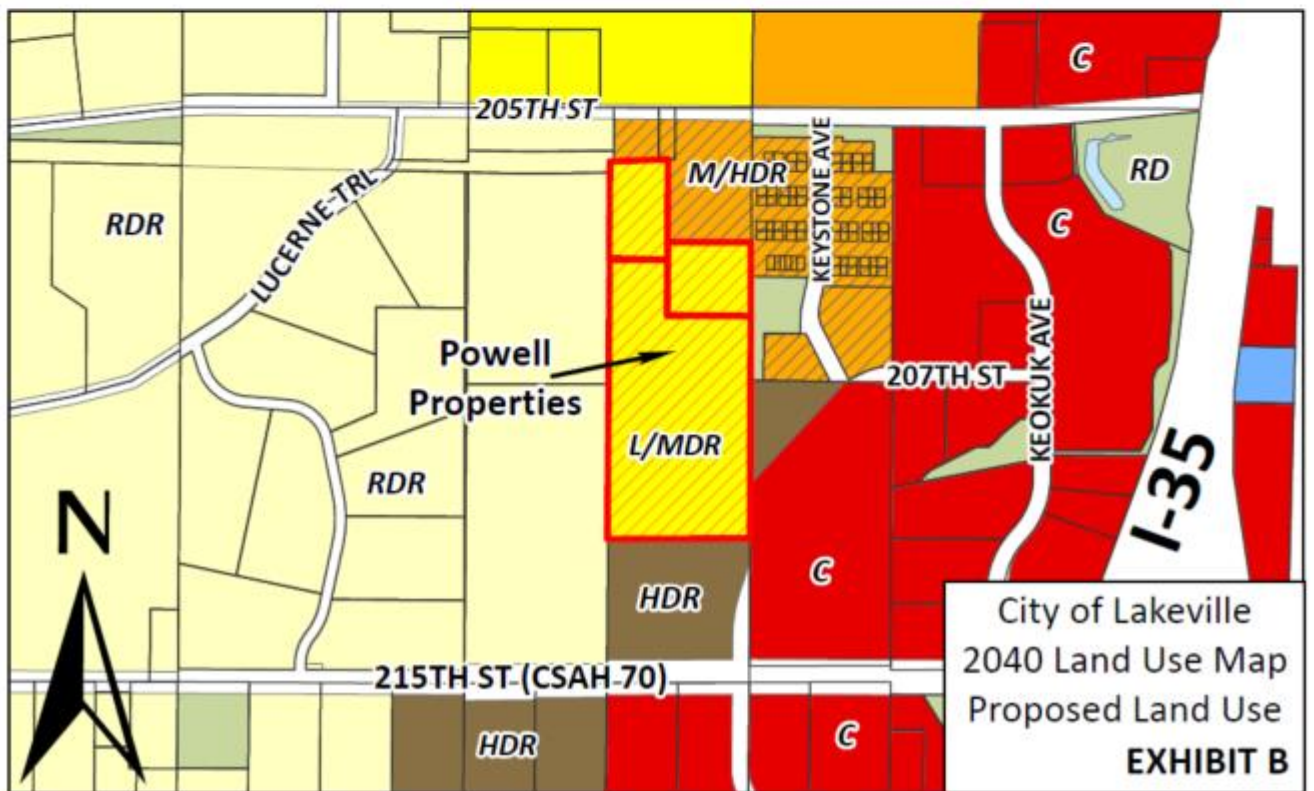 C
205TH ST
KEYSTONE AVE
M/HDR
RD
RDR
LUCERNE TRL
C
Powell
Properties
207TH ST
KEOKUK AVE
L/MDR
I-35
RDR
N
C
HDR
215TH ST (CSAH 70)
HDR
C
City of Lakeville
2040 Land Use Map
Proposed Land Use
EXHIBIT B